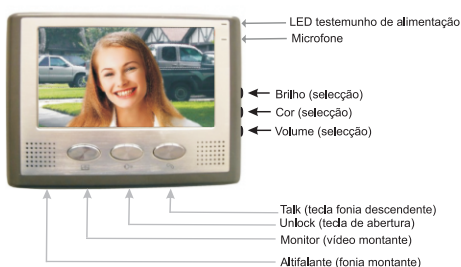 LED testemunho de alimentação
Microfone
Brilho (selecção)
Cor (selecção)
Volume (selecção)
Talk (tecla fonia descendente)
Unlock (tecla de abertura)
Monitor (vídeo montante)
Altifalante (fonia montante)